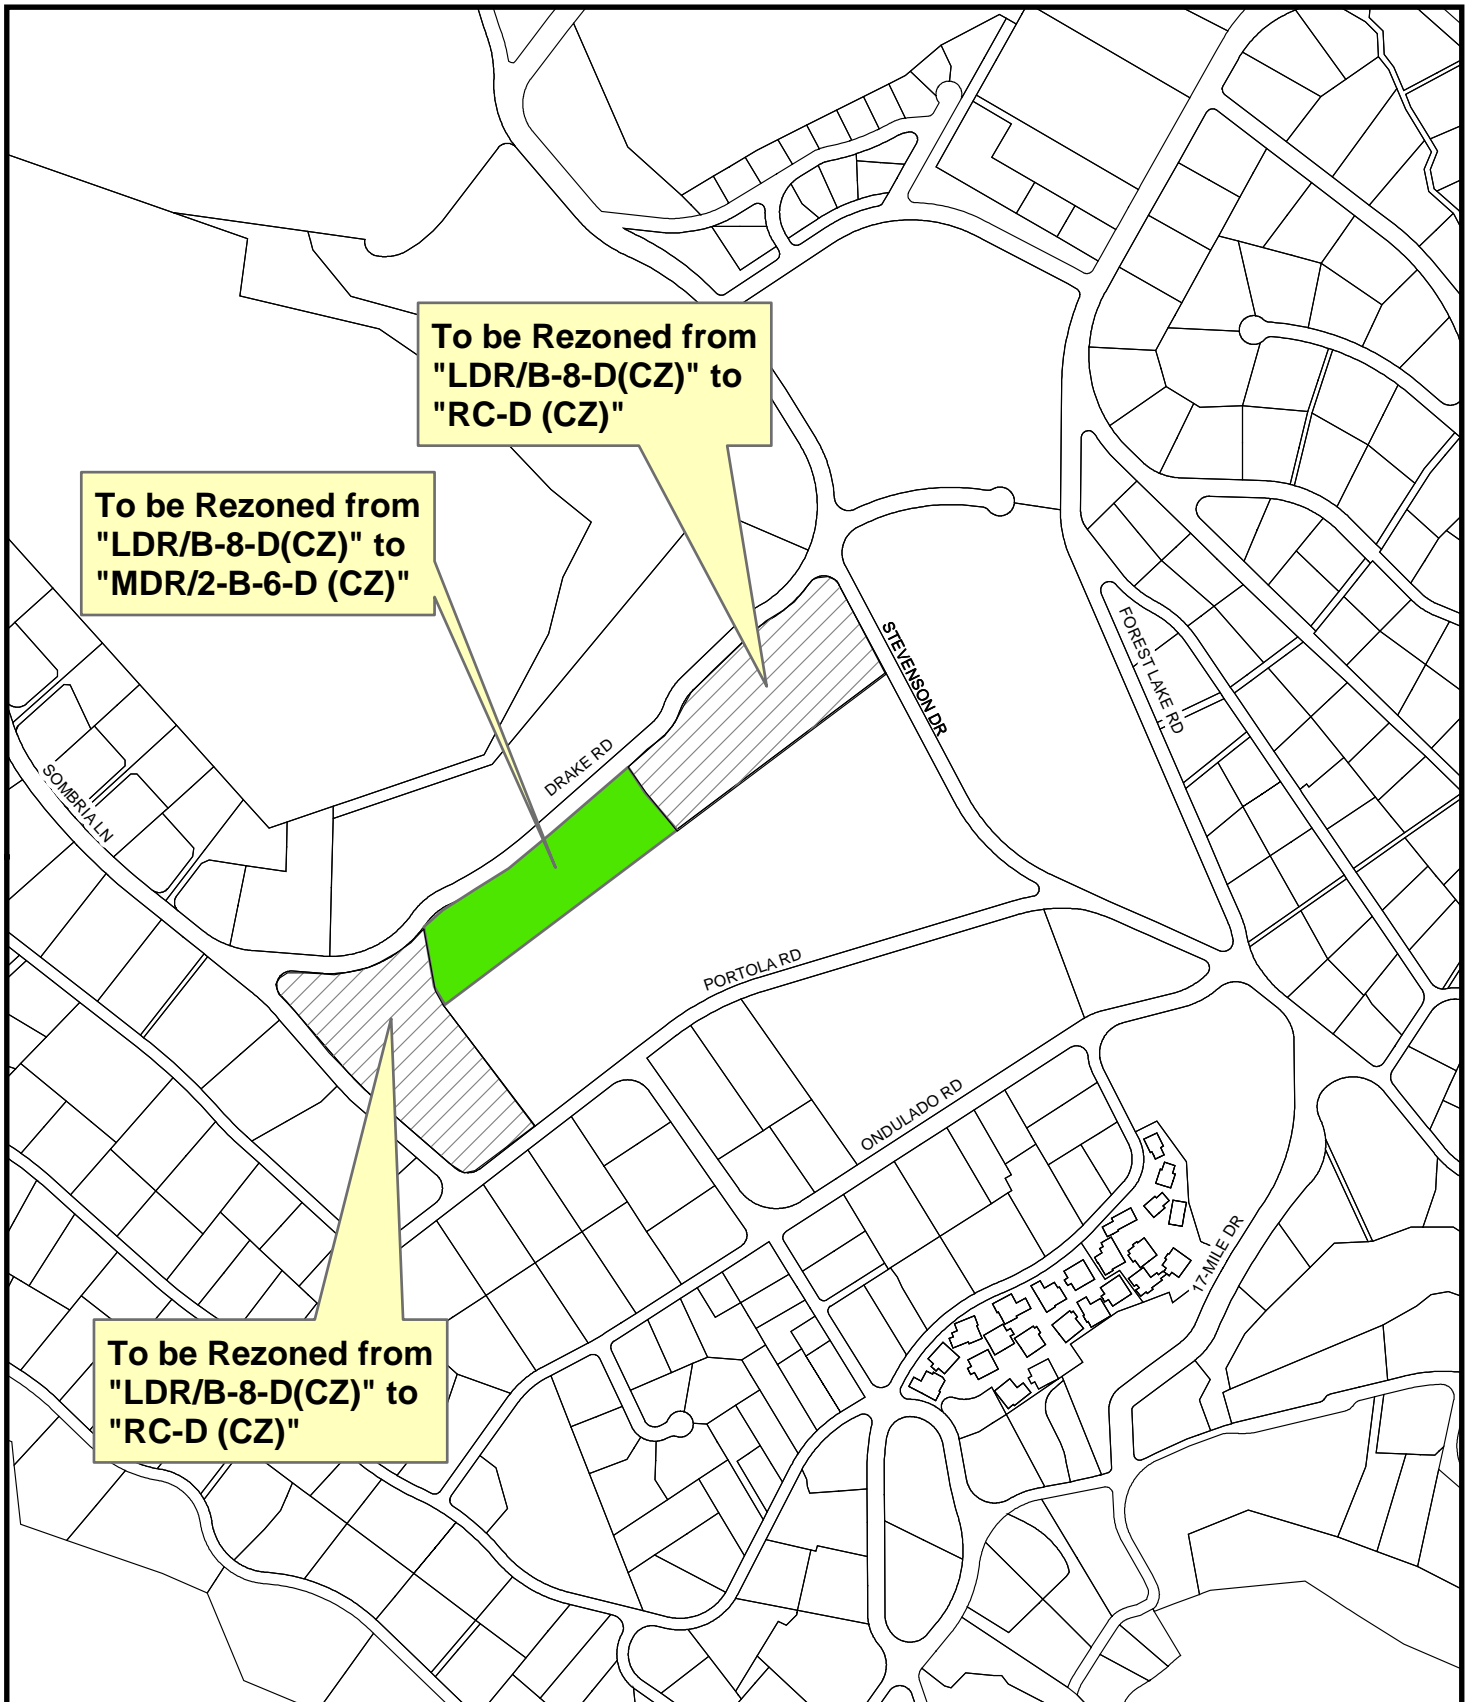 To be Rezoned from
"LDR/B-8-D(CZ)" to
"RC-D (CZ)"
To be Rezoned from
"LDR/B-8-D(CZ)" to
"MDR/2-B-6-D (CZ)"
STEVENSON DR
FOREST LAKE RD
DRAKE RD
SOMBRIA LN
PORTOLA RD
ONDULADO RD
17-MILE DR
To be Rezoned from
"LDR/B-8-D(CZ)" to
"RC-D (CZ)"